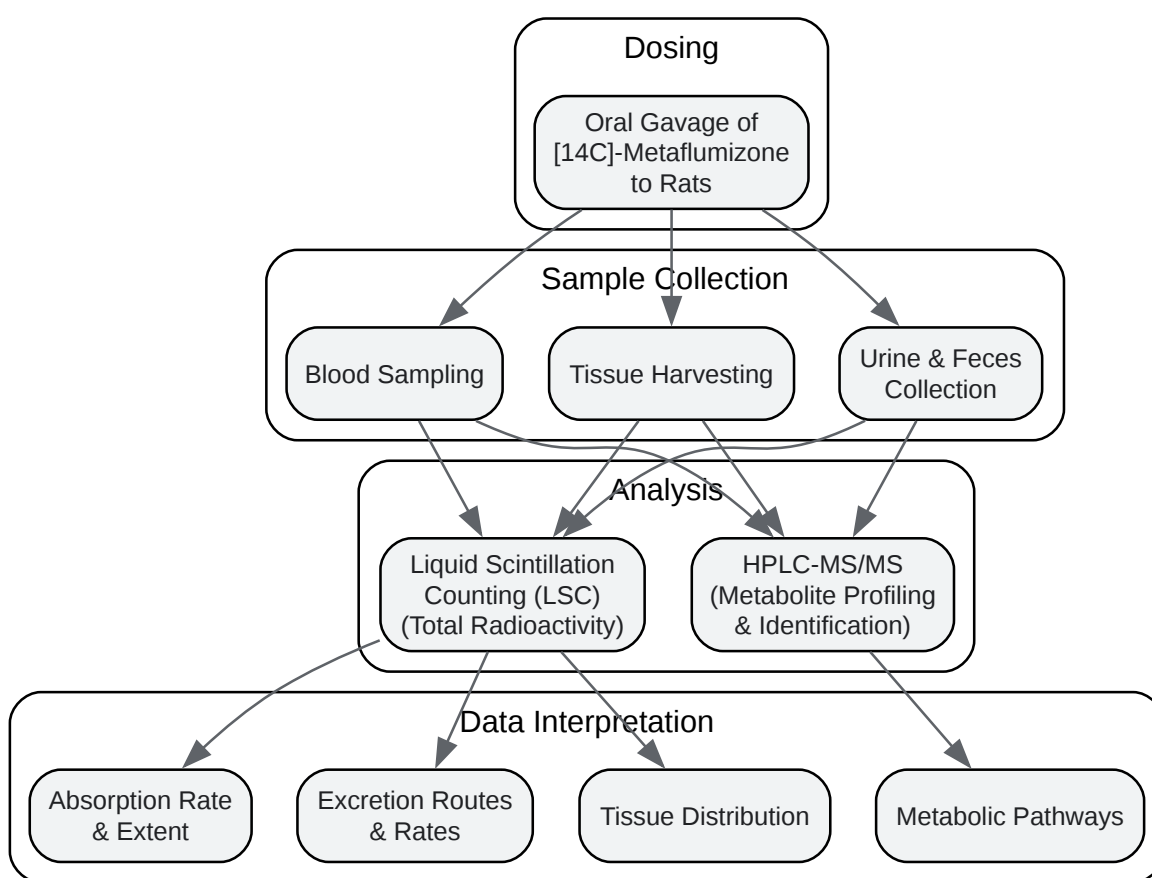 Dosing
Oral Gavage of
[14C]-Metaflumizone
to Rats
Sample Collection
Blood Sampling
Tissue Harvesting
Urine & Feces
Collection
Analysis
Liquid Scintillation
Counting (LSC)
(Total Radioactivity)
HPLC-MS/MS
(Metabolite Profiling
& Identification)
Data Interpretation
Absorption Rate
& Extent
Excretion Routes
& Rates
Tissue Distribution
Metabolic Pathways